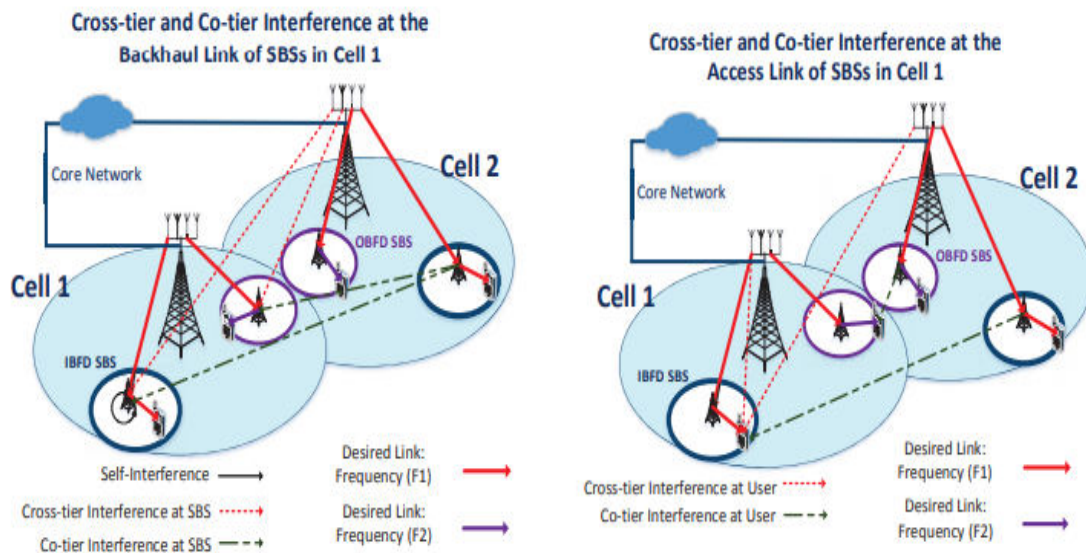 Cross-tier and Co-tier Interference at the
Backhaul Link of SBSs in Cell 1
Core Network
Cell 2
OBFD SBS
Cell 1
IBFD SBS
Self-Interference
Cross-tier Interference at SBS
Co-tier Interference at SBS
Desired Link:
Frequency (F1)
Desired Link:
Frequency (F2)
Cross-tier and Co-tier Interference at the
Access Link of SBSs in Cell 1
Core Network
Cell 2
OBFD SBS
Cell 1
IBFD SBS
Cross-tier Interference at User
Co-tier Interference at User
Desired Link:
Frequency (F1)
Desired Link:
Frequency (F2)